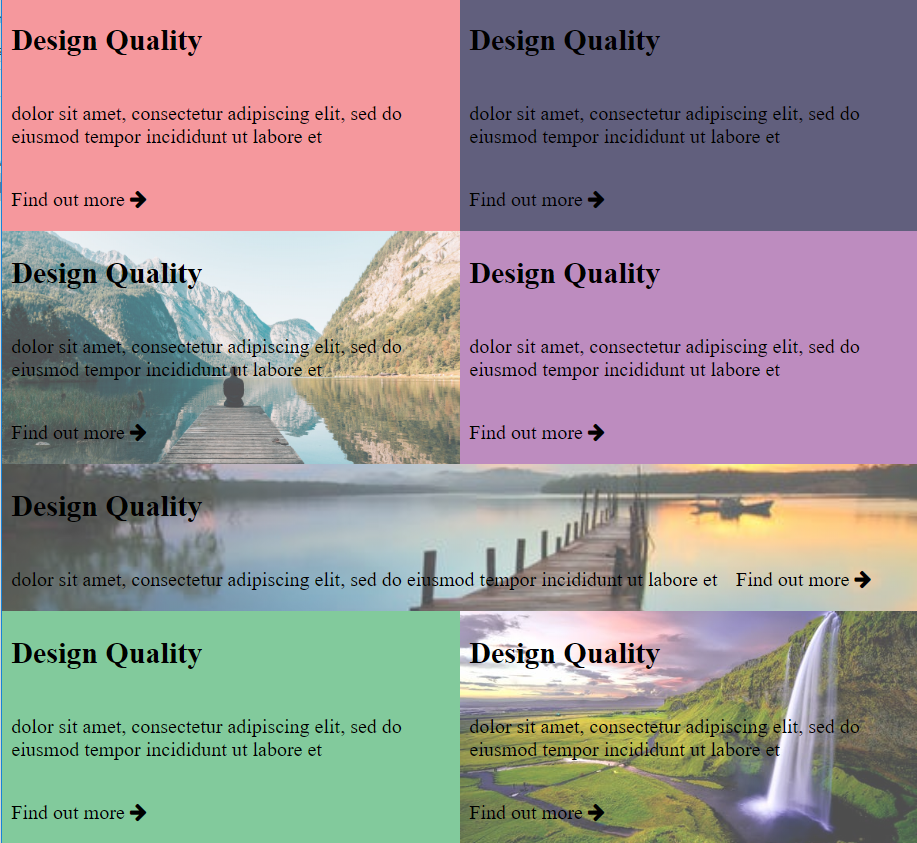 Design Quality
dolor sit amet, consectetur adipiscing elit, sed do
eiusmod tempor incididunt ut labore et
Find out more
Design Quality
dolor sit amet, consectetur adipiscing elit, sed do
eiusmod tempor incididunt ut labore et
Find out more
Design Quality
dolor sit amet, consectetur adipiscing elit, sed do
eiusmod tempor incididunt ut labore et
Find out more
Design Quality
dolor sit amet, consectetur adipiscing elit, sed do
eiusmod tempor incididunt ut labore et
Find out more
Design Quality
dolor sit amet, consectetur adipiscing elit, sed do eiusmod tempor incididunt ut labore et Find out more
Design Quality
dolor sit amet, consectetur adipiscing elit, sed do
eiusmod tempor incididunt ut labore et
Find out more
Design Quality
dolor sit amet, consectetur adipiscing elit, sed do
eiusmod tempor incididunt ut labore et
Find out more